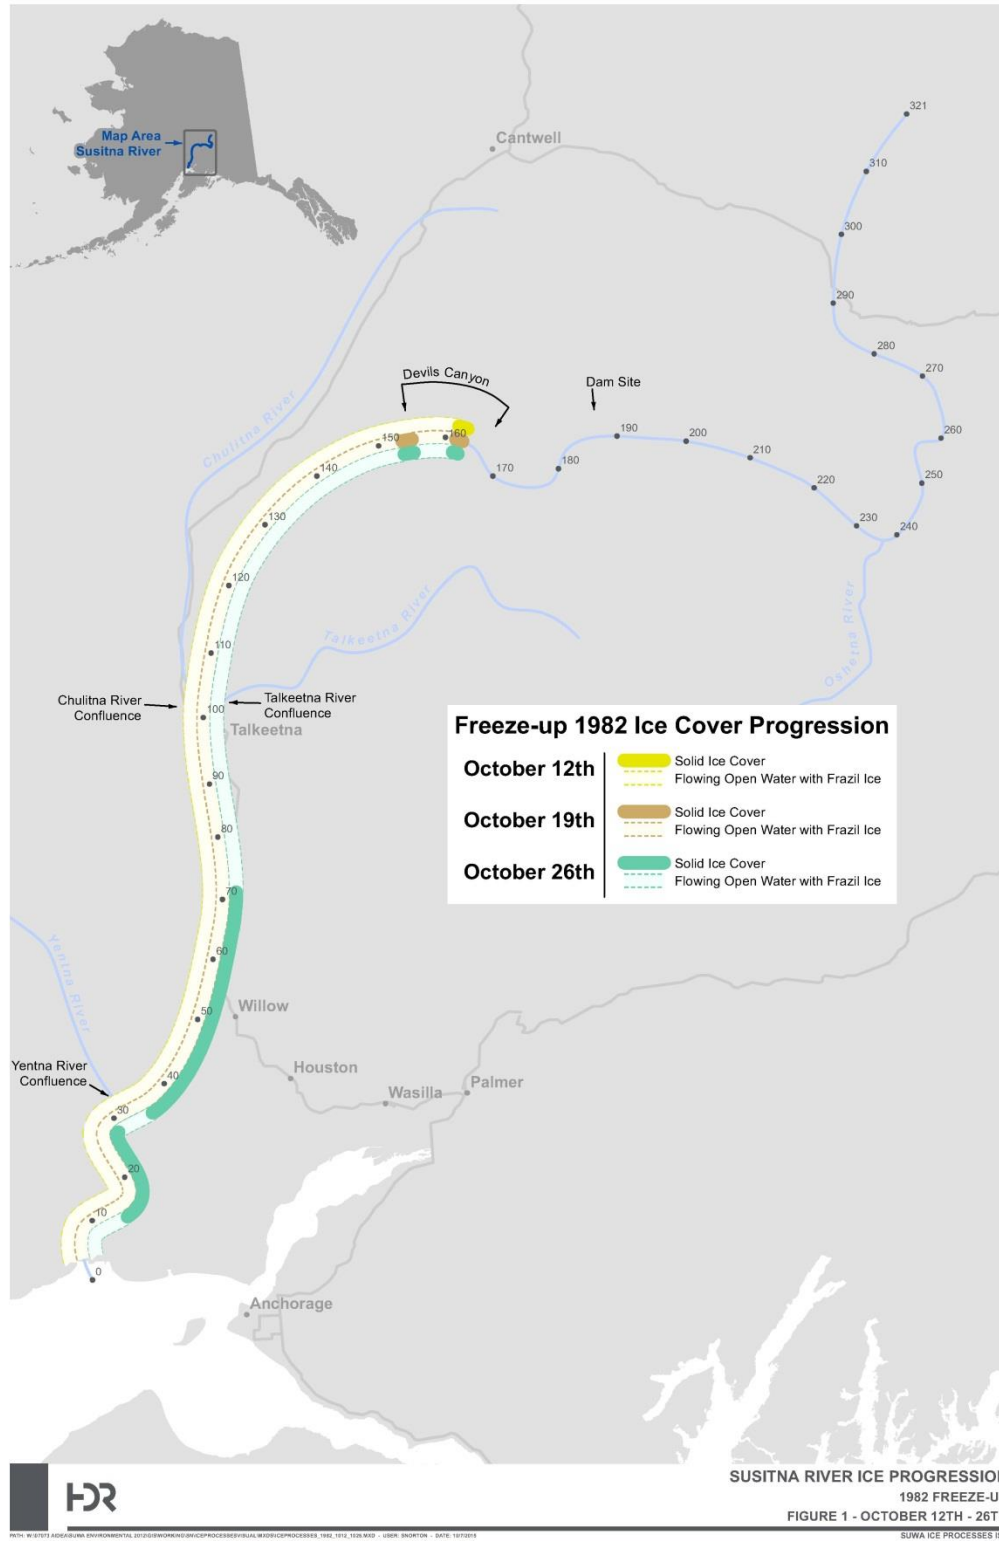 Map Area
Susitna River
Cantwell
321
310
300
290
280
270
260
250
240
230
220
210
200
190
180
170
160
150
140
130
120
110
100
90
80
70
60
50
40
30
20
10
0
Devils Canyon
Dam Site
Chulitna River
Talkeetna River
Oshetna River
Yentna River
Chulitna River
Confluence
Talkeetna River
Confluence
Talkeetna
Freeze-up 1982 Ice Cover Progression
October 12th
Solid Ice Cover
Flowing Open Water with Frazil Ice
October 19th
Solid Ice Cover
Flowing Open Water with Frazil Ice
October 26th
Solid Ice Cover
Flowing Open Water with Frazil Ice
Willow
Houston
Wasilla
Palmer
Yentna River
Confluence
Anchorage
HDR
SUSITNA RIVER ICE PROGRESSION
1982 FREEZE-U
FIGURE 1 - OCTOBER 12TH - 26T
SUWA ICE PROCESSES